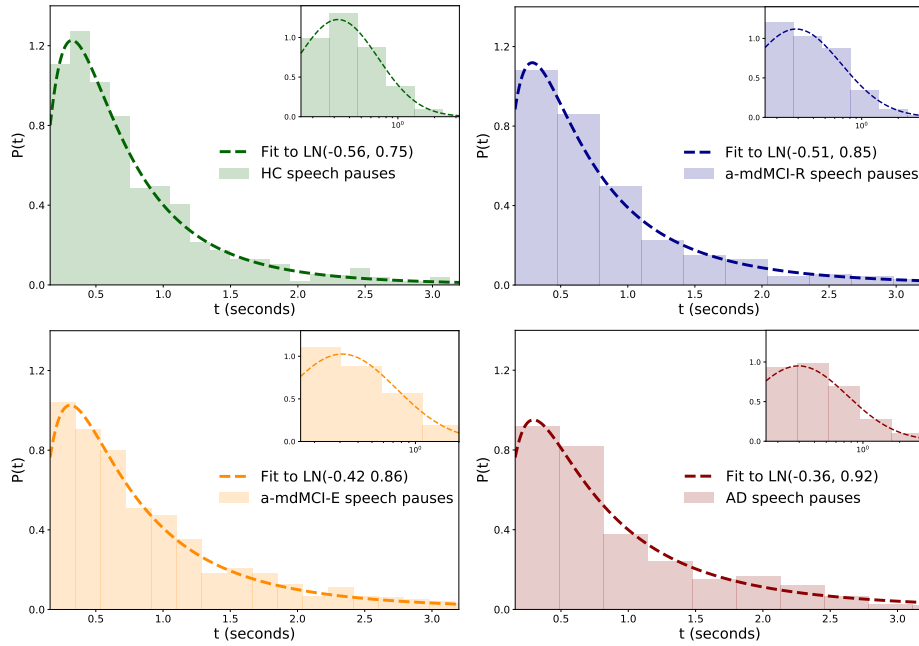 1.0
0.5
0.0
10⁰
1.2
0.8
0.4
0.0
P(t)
Fit to LN(-0.56, 0.75)
HC speech pauses
0.5 1.0 1.5 2.0 2.5 3.0
t (seconds)
1.0
0.5
0.0
10⁰
1.2
0.8
0.4
0.0
P(t)
Fit to LN(-0.51, 0.85)
a-mdMCI-R speech pauses
0.5 1.0 1.5 2.0 2.5 3.0
t (seconds)
1.0
0.5
0.0
10⁰
1.2
0.8
0.4
0.0
P(t)
Fit to LN(-0.42 0.86)
a-mdMCI-E speech pauses
0.5 1.0 1.5 2.0 2.5 3.0
t (seconds)
1.0
0.5
0.0
10⁰
1.2
0.8
0.4
0.0
P(t)
Fit to LN(-0.36, 0.92)
AD speech pauses
0.5 1.0 1.5 2.0 2.5 3.0
t (seconds)